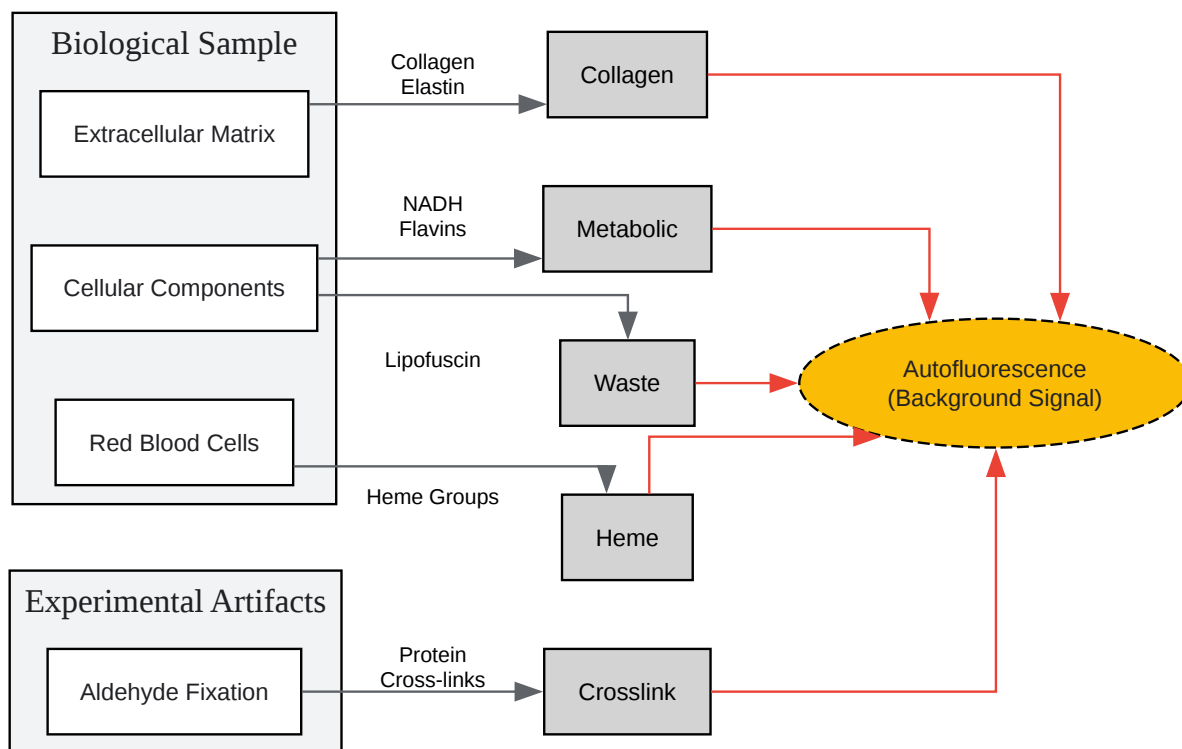 Biological Sample
Collagen
Elastin
Collagen
Extracellular Matrix
NADH
Flavins
Metabolic
Cellular Components
Lipofuscin
Waste
Autofluorescence
(Background Signal)
Red Blood Cells
Heme Groups
Heme
Experimental Artifacts
Protein
Cross-links
Aldehyde Fixation
Crosslink